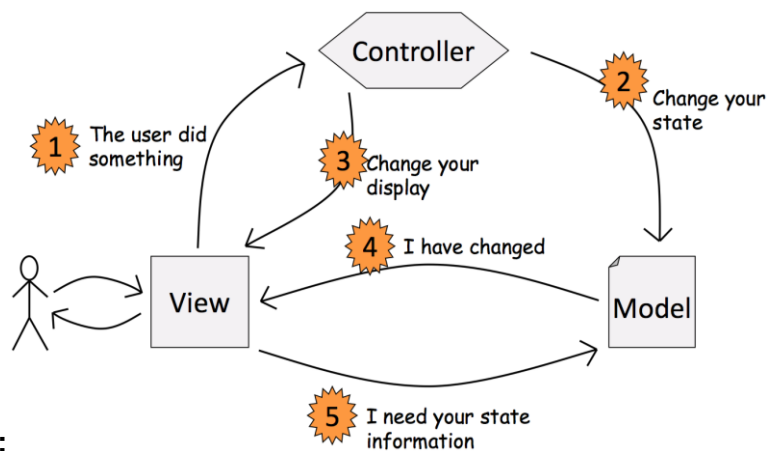 Controller
1
The user did
something
2
Change your
state
3
Change your
display
4
I have changed
View
Model
5
I need your state
information
: